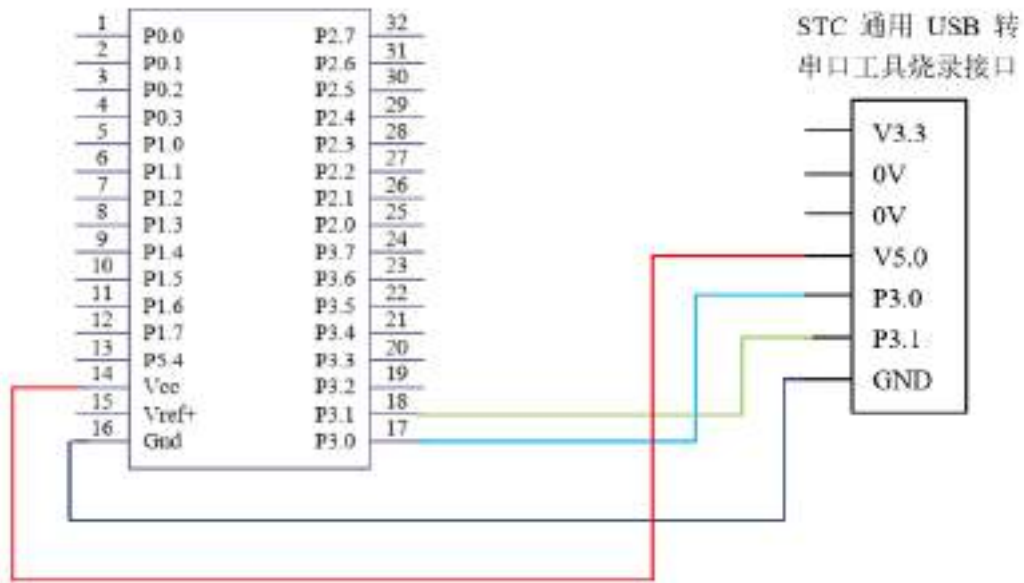 1 P0.0 P2.7 32
2 P0.1 P2.6 31
3 P0.2 P2.5 30
4 P0.3 P2.4 29
5 P1.0 P2.3 28
6 P1.1 P2.2 27
7 P1.2 P2.1 26
8 P1.3 P2.0 25
9 P1.4 P3.7 24
10 P1.5 P3.6 23
11 P1.6 P3.5 22
12 P1.7 P3.4 21
13 P5.4 P3.3 20
14 Vcc P3.2 19
15 Vref+ P3.1 18
16 Gnd P3.0 17
STC 通用 USB 转
串口工具烧录接口
V3.3
0V
0V
V5.0
P3.0
P3.1
GND